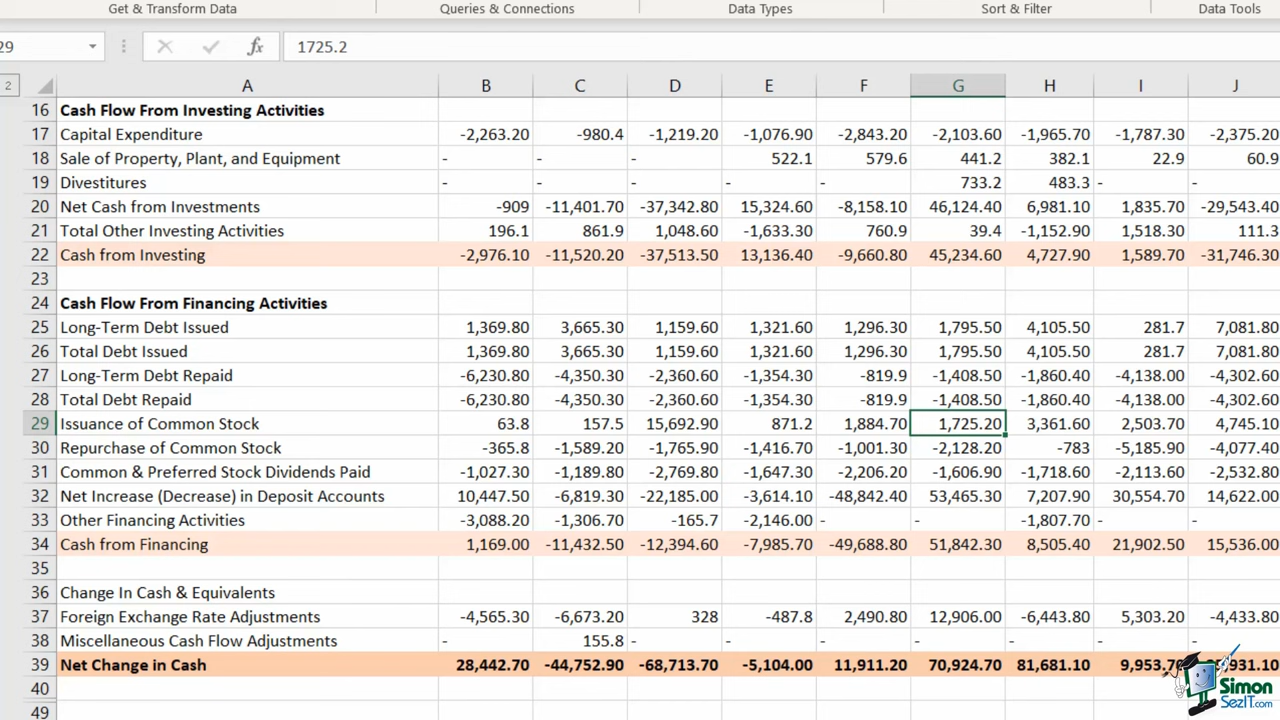 Get & Transform Data Queries & Connections Data Types Sort & Filter Data Tools
29 fx 1725.2
2 A B C D E F G H I J
16 Cash Flow From Investing Activities
17 Capital Expenditure -2,263.20 -980.4 -1,219.20 -1,076.90 -2,843.20 -2,103.60 -1,965.70 -1,787.30 -2,375.20
18 Sale of Property, Plant, and Equipment - - - 522.1 579.6 441.2 382.1 22.9 60.9
19 Divestitures - - - - - 733.2 483.3 - -
20 Net Cash from Investments -909 -11,401.70 -37,342.80 15,324.60 -8,158.10 46,124.40 6,981.10 1,835.70 -29,543.40
21 Total Other Investing Activities 196.1 861.9 1,048.60 -1,633.30 760.9 39.4 -1,152.90 1,518.30 111.3
22 Cash from Investing -2,976.10 -11,520.20 -37,513.50 13,136.40 -9,660.80 45,234.60 4,727.90 1,589.70 -31,746.30
23
24 Cash Flow From Financing Activities
25 Long-Term Debt Issued 1,369.80 3,665.30 1,159.60 1,321.60 1,296.30 1,795.50 4,105.50 281.7 7,081.80
26 Total Debt Issued 1,369.80 3,665.30 1,159.60 1,321.60 1,296.30 1,795.50 4,105.50 281.7 7,081.80
27 Long-Term Debt Repaid -6,230.80 -4,350.30 -2,360.60 -1,354.30 -819.9 -1,408.50 -1,860.40 -4,138.00 -4,302.60
28 Total Debt Repaid -6,230.80 -4,350.30 -2,360.60 -1,354.30 -819.9 -1,408.50 -1,860.40 -4,138.00 -4,302.60
29 Issuance of Common Stock 63.8 157.5 15,692.90 871.2 1,884.70 1,725.20 3,361.60 2,503.70 4,745.10
30 Repurchase of Common Stock -365.8 -1,589.20 -1,765.90 -1,416.70 -1,001.30 -2,128.20 -783 -5,185.90 -4,077.40
31 Common & Preferred Stock Dividends Paid -1,027.30 -1,189.80 -2,769.80 -1,647.30 -2,206.20 -1,606.90 -1,718.60 -2,113.60 -2,532.80
32 Net Increase (Decrease) in Deposit Accounts 10,447.50 -6,819.30 -22,185.00 -3,614.10 -48,842.40 53,465.30 7,207.90 30,554.70 14,622.00
33 Other Financing Activities -3,088.20 -1,306.70 -165.7 -2,146.00 - - -1,807.70 - -
34 Cash from Financing 1,169.00 -11,432.50 -12,394.60 -7,985.70 -49,688.80 51,842.30 8,505.40 21,902.50 15,536.00
35
36 Change In Cash & Equivalents
37 Foreign Exchange Rate Adjustments -4,565.30 -6,673.20 328 -487.8 2,490.80 12,906.00 -6,443.80 5,303.20 -4,433.80
38 Miscellaneous Cash Flow Adjustments - 155.8 - - - - - - -
39 Net Change in Cash 28,442.70 -44,752.90 -68,713.70 -5,104.00 11,911.20 70,924.70 81,681.10
40
49
Simon
SezIT.com